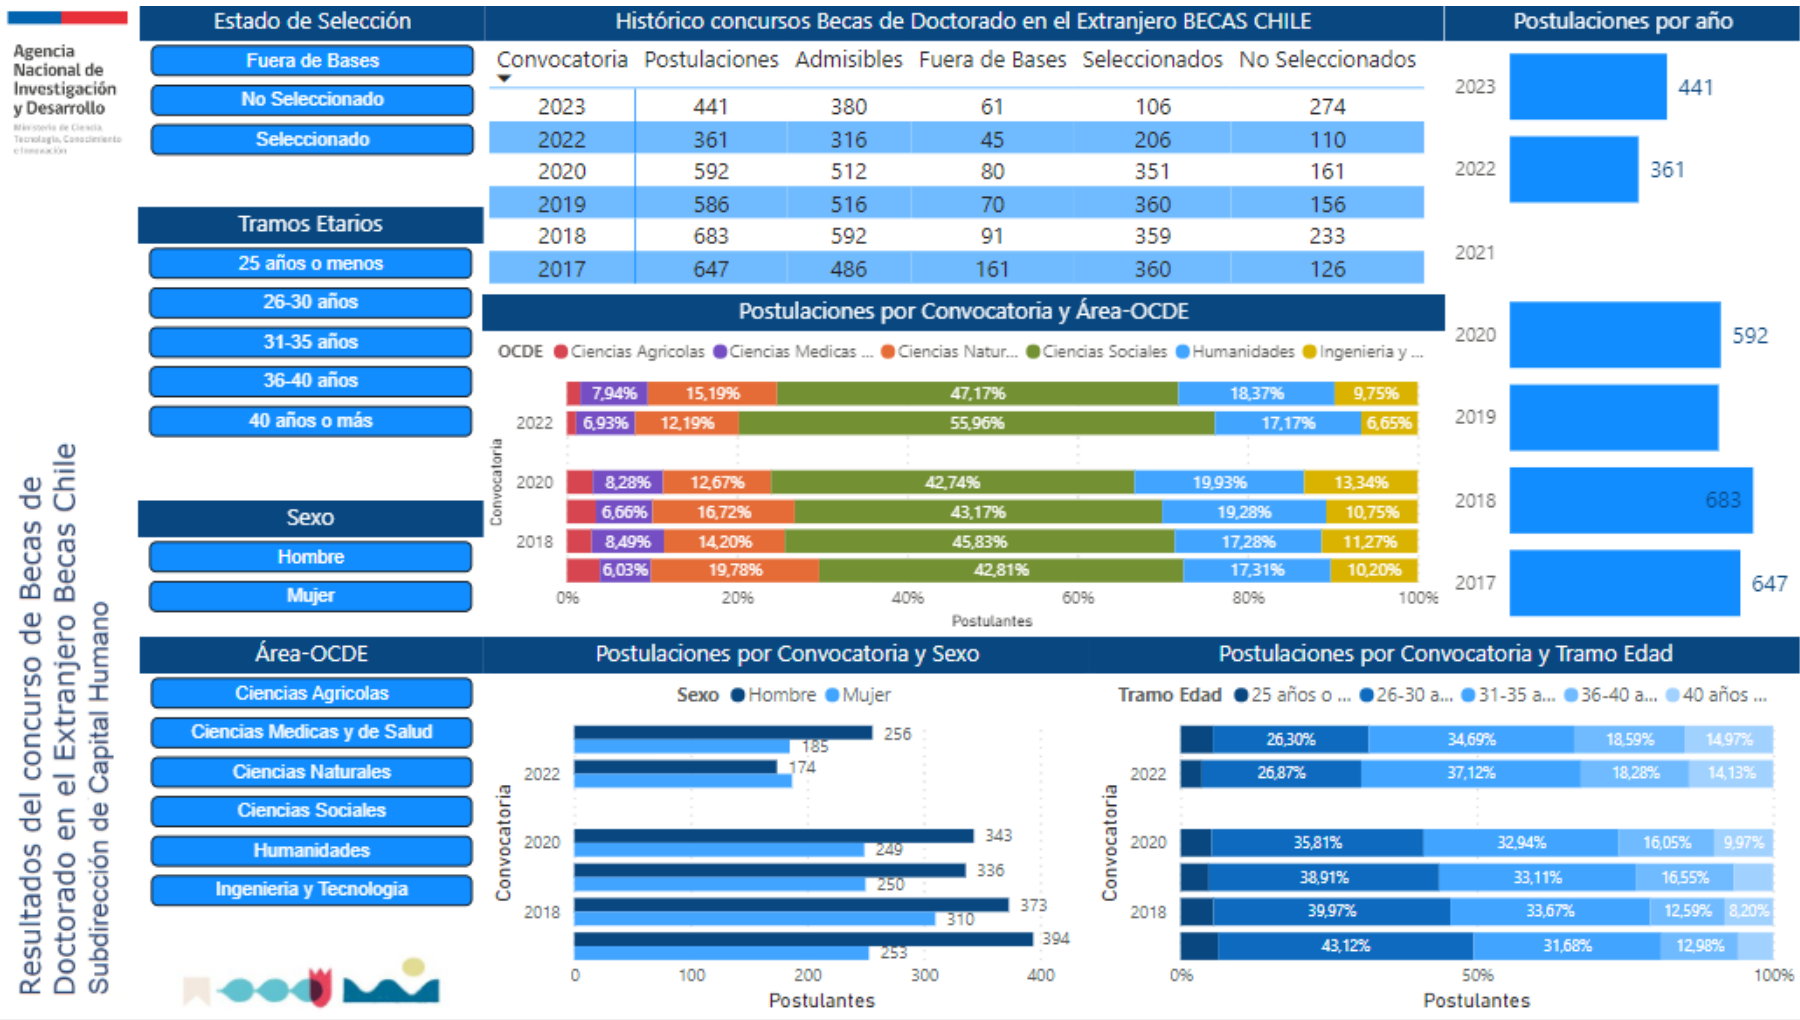 Agencia
Nacional de
Investigación
y Desarrollo
Ministerio de Ciencia,
Tecnología, Conocimiento
e Innovación
Resultados del concurso de Becas de
Doctorado en el Extranjero Becas Chile
Subdirección de Capital Humano
Estado de Selección
Fuera de Bases
No Seleccionado
Seleccionado
Tramos Etarios
25 años o menos
26-30 años
31-35 años
36-40 años
40 años o más
Sexo
Hombre
Mujer
Área-OCDE
Ciencias Agricolas
Ciencias Medicas y de Salud
Ciencias Naturales
Ciencias Sociales
Humanidades
Ingenieria y Tecnologia
Histórico concursos Becas de Doctorado en el Extranjero BECAS CHILE
Convocatoria Postulaciones Admisibles Fuera de Bases Seleccionados No Seleccionados
2023 441 380 61 106 274
2022 361 316 45 206 110
2020 592 512 80 351 161
2019 586 516 70 360 156
2018 683 592 91 359 233
2017 647 486 161 360 126
Postulaciones por Convocatoria y Área-OCDE
OCDE Ciencias Agricolas Ciencias Medicas ... Ciencias Natur... Ciencias Sociales Humanidades Ingenieria y ...
Convocatoria
7,94% 15,19% 47,17% 18,37% 9,75%
2022 6,93% 12,19% 55,96% 17,17% 6,65%
2020 8,28% 12,67% 42,74% 19,93% 13,34%
6,66% 16,72% 43,17% 19,28% 10,75%
2018 8,49% 14,20% 45,83% 17,28% 11,27%
6,03% 19,78% 42,81% 17,31% 10,20%
0% 20% 40% 60% 80% 100%
Postulantes
Postulaciones por año
2023 441
2022 361
2021
2020 592
2019
2018 683
2017 647
Postulaciones por Convocatoria y Sexo
Sexo Hombre Mujer
Convocatoria
256
185
2022 174
2020 343
249
336
250
2018 373
310
394
253
0 100 200 300 400
Postulantes
Postulaciones por Convocatoria y Tramo Edad
Tramo Edad 25 años o ... 26-30 a... 31-35 a... 36-40 a... 40 años ...
Convocatoria
26,30% 34,69% 18,59% 14,97%
2022 26,87% 37,12% 18,28% 14,13%
2020 35,81% 32,94% 16,05% 9,97%
38,91% 33,11% 16,55%
2018 39,97% 33,67% 12,59% 8,20%
43,12% 31,68% 12,98%
0% 50% 100%
Postulantes